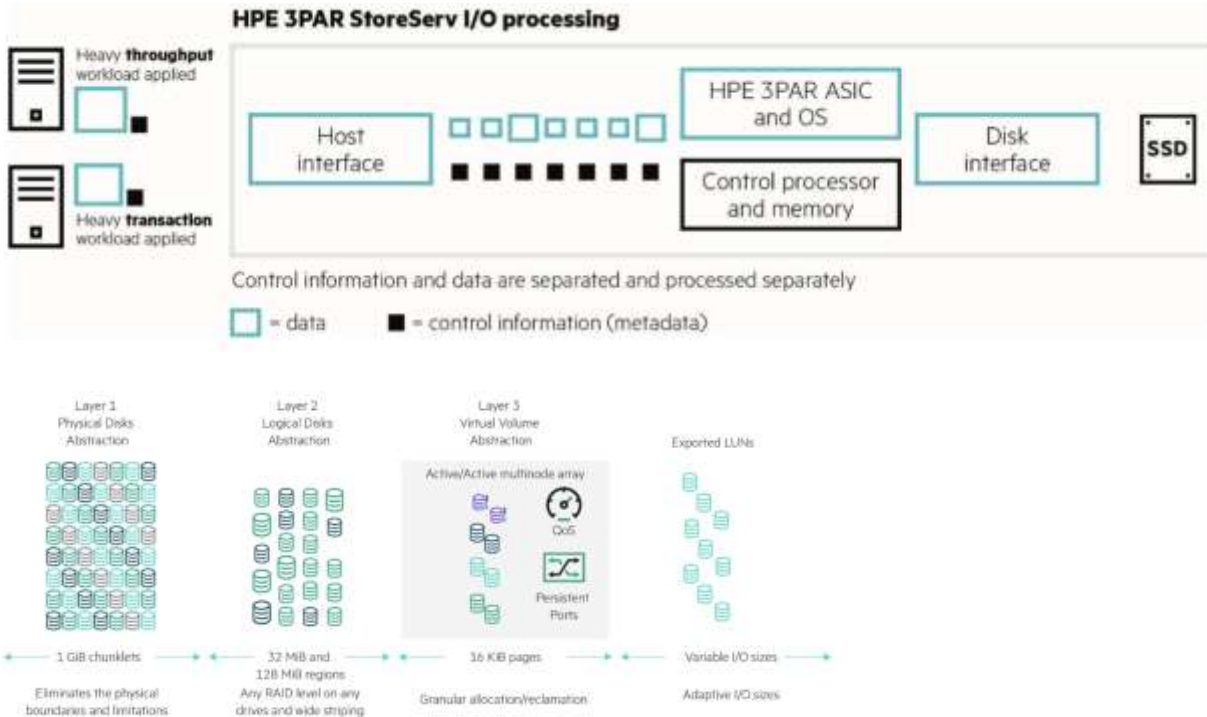 HPE 3PAR StoreServ I/O processing
Heavy throughput
workload applied
Heavy transaction
workload applied
Host
interface
HPE 3PAR ASIC
and OS
Control processor
and memory
Disk
interface
SSD
Control information and data are separated and processed separately
= data
= control information (metadata)
Layer 1
Physical Disks
Abstraction
Layer 2
Logical Disks
Abstraction
Layer 3
Virtual Volume
Abstraction
Exported LUNs
Active/Active multinode array
QoS
Persistent
Ports
1 GiB chunklets
32 MiB and
128 MiB regions
16 KiB pages
Variable I/O sizes
Eliminates the physical
boundaries and limitations
Any RAID level on any
drives and wide striping
Granular allocation/reclamation
Adaptive I/O sizes